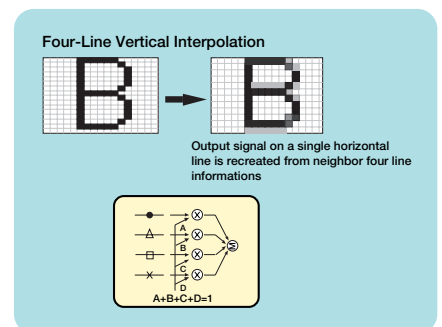 Four-Line Vertical Interpolation
B
B
Output signal on a single horizontal
line is recreated from neighbor four line
informations
A
B
C
D
A+B+C+D=1